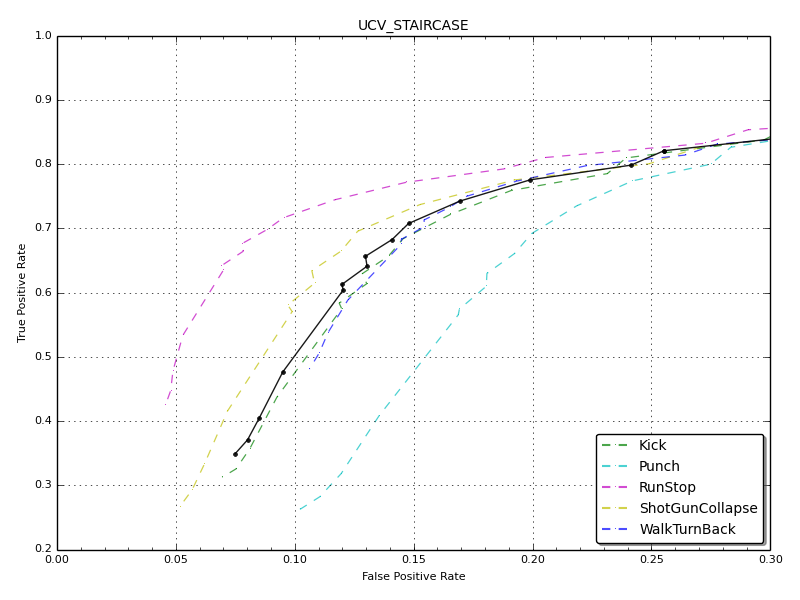 UCV_STAIRCASE
True Positive Rate
1.0
0.9
0.8
0.7
0.6
0.5
0.4
0.3
0.2
0.00 0.05 0.10 0.15 0.20 0.25 0.30
False Positive Rate
Kick
Punch
RunStop
ShotGunCollapse
WalkTurnBack